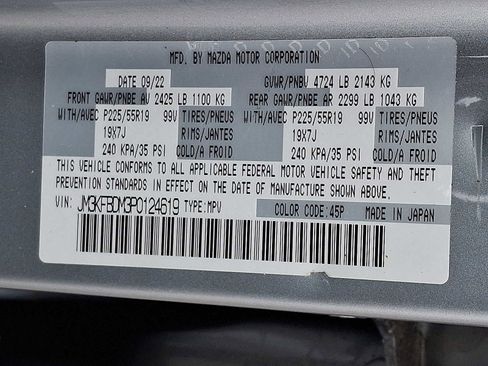 MFD. BY MAZDA MOTOR CORPORATION
DATE 09/22 GVWR/PNBV 4724 LB 2143 KG
FRONT GAWR/PNBE AV 2425 LB 1100 KG REAR GAWR/PNBE AR 2299 LB 1043 KG
WITH/AVEC P225/55R19 99V TIRES/PNEUS WITH/AVEC P225/55R19 99V TIRES/PNEUS
19X7J RIMS/JANTES 19X7J RIMS/JANTES
240 KPA/35 PSI COLD/A FROID 240 KPA/35 PSI COLD/A FROID
THIS VEHICLE CONFORMS TO ALL APPLICABLE FEDERAL MOTOR VEHICLE SAFETY AND THEFT
PREVENTION STANDARDS IN EFFECT ON THE DATE OF MANUFACTURE SHOWN ABOVE.
VIN: JM3KFBDM3P0124619 TYPE:MPV COLOR CODE:45P MADE IN JAPAN